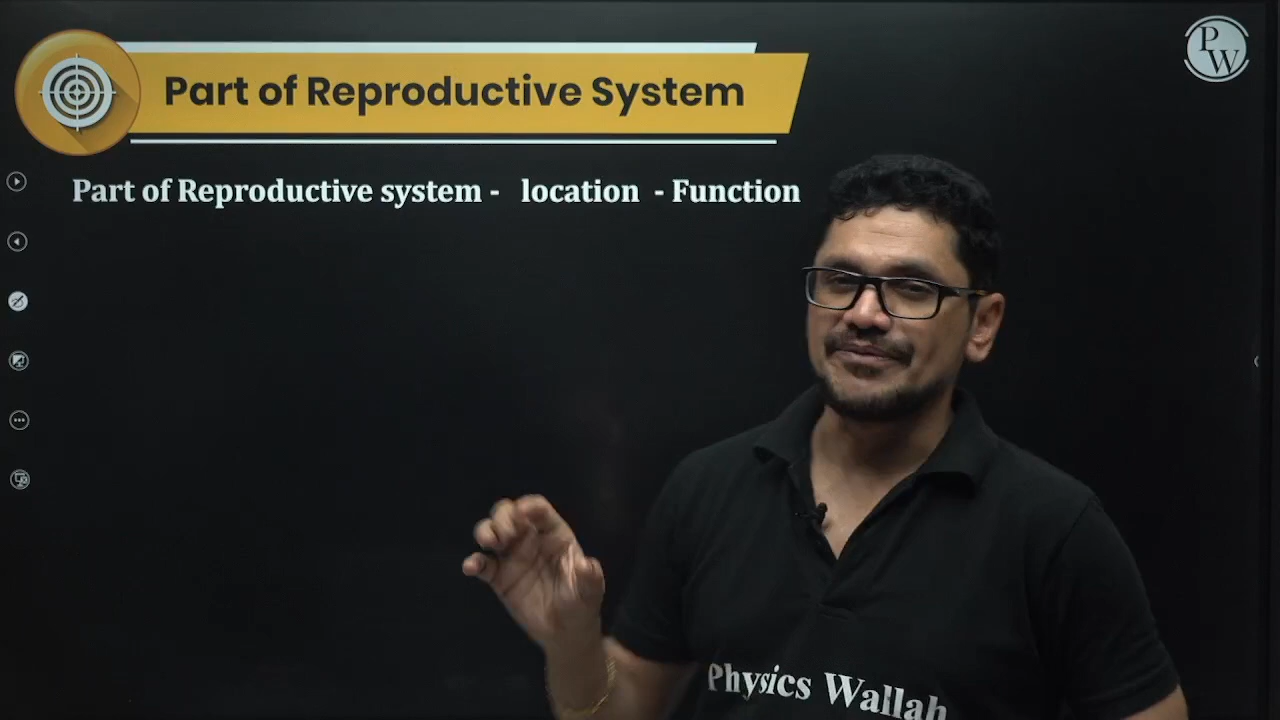 PW
Part of Reproductive System
Part of Reproductive system - location - Function
Physics Wallah